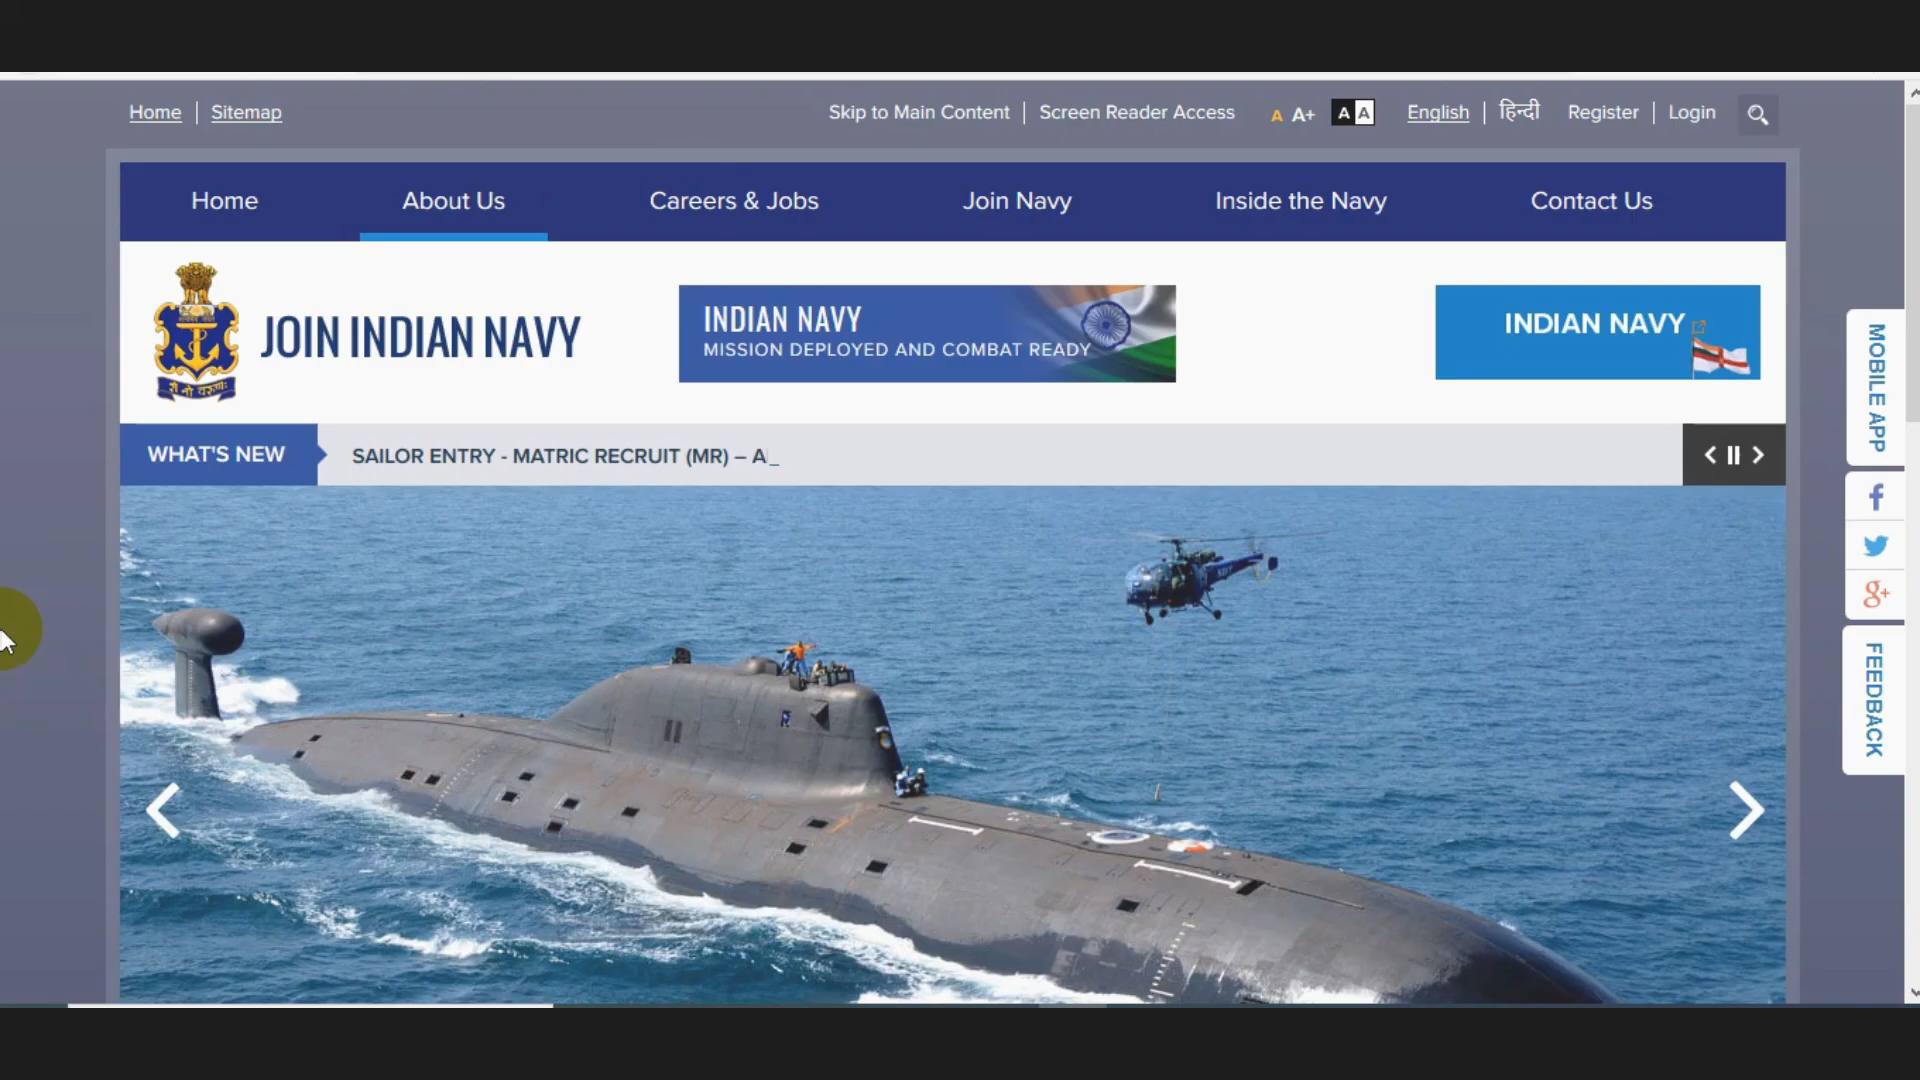 Home | Sitemap
Skip to Main Content | Screen Reader Access
A A+ A A
English | हिन्दी Register | Login
Home About Us Careers & Jobs Join Navy Inside the Navy Contact Us
JOIN INDIAN NAVY
INDIAN NAVY
MISSION DEPLOYED AND COMBAT READY
INDIAN NAVY
WHAT'S NEW
SAILOR ENTRY - MATRIC RECRUIT (MR) – A_
MOBILE APP
f
g+
FEEDBACK